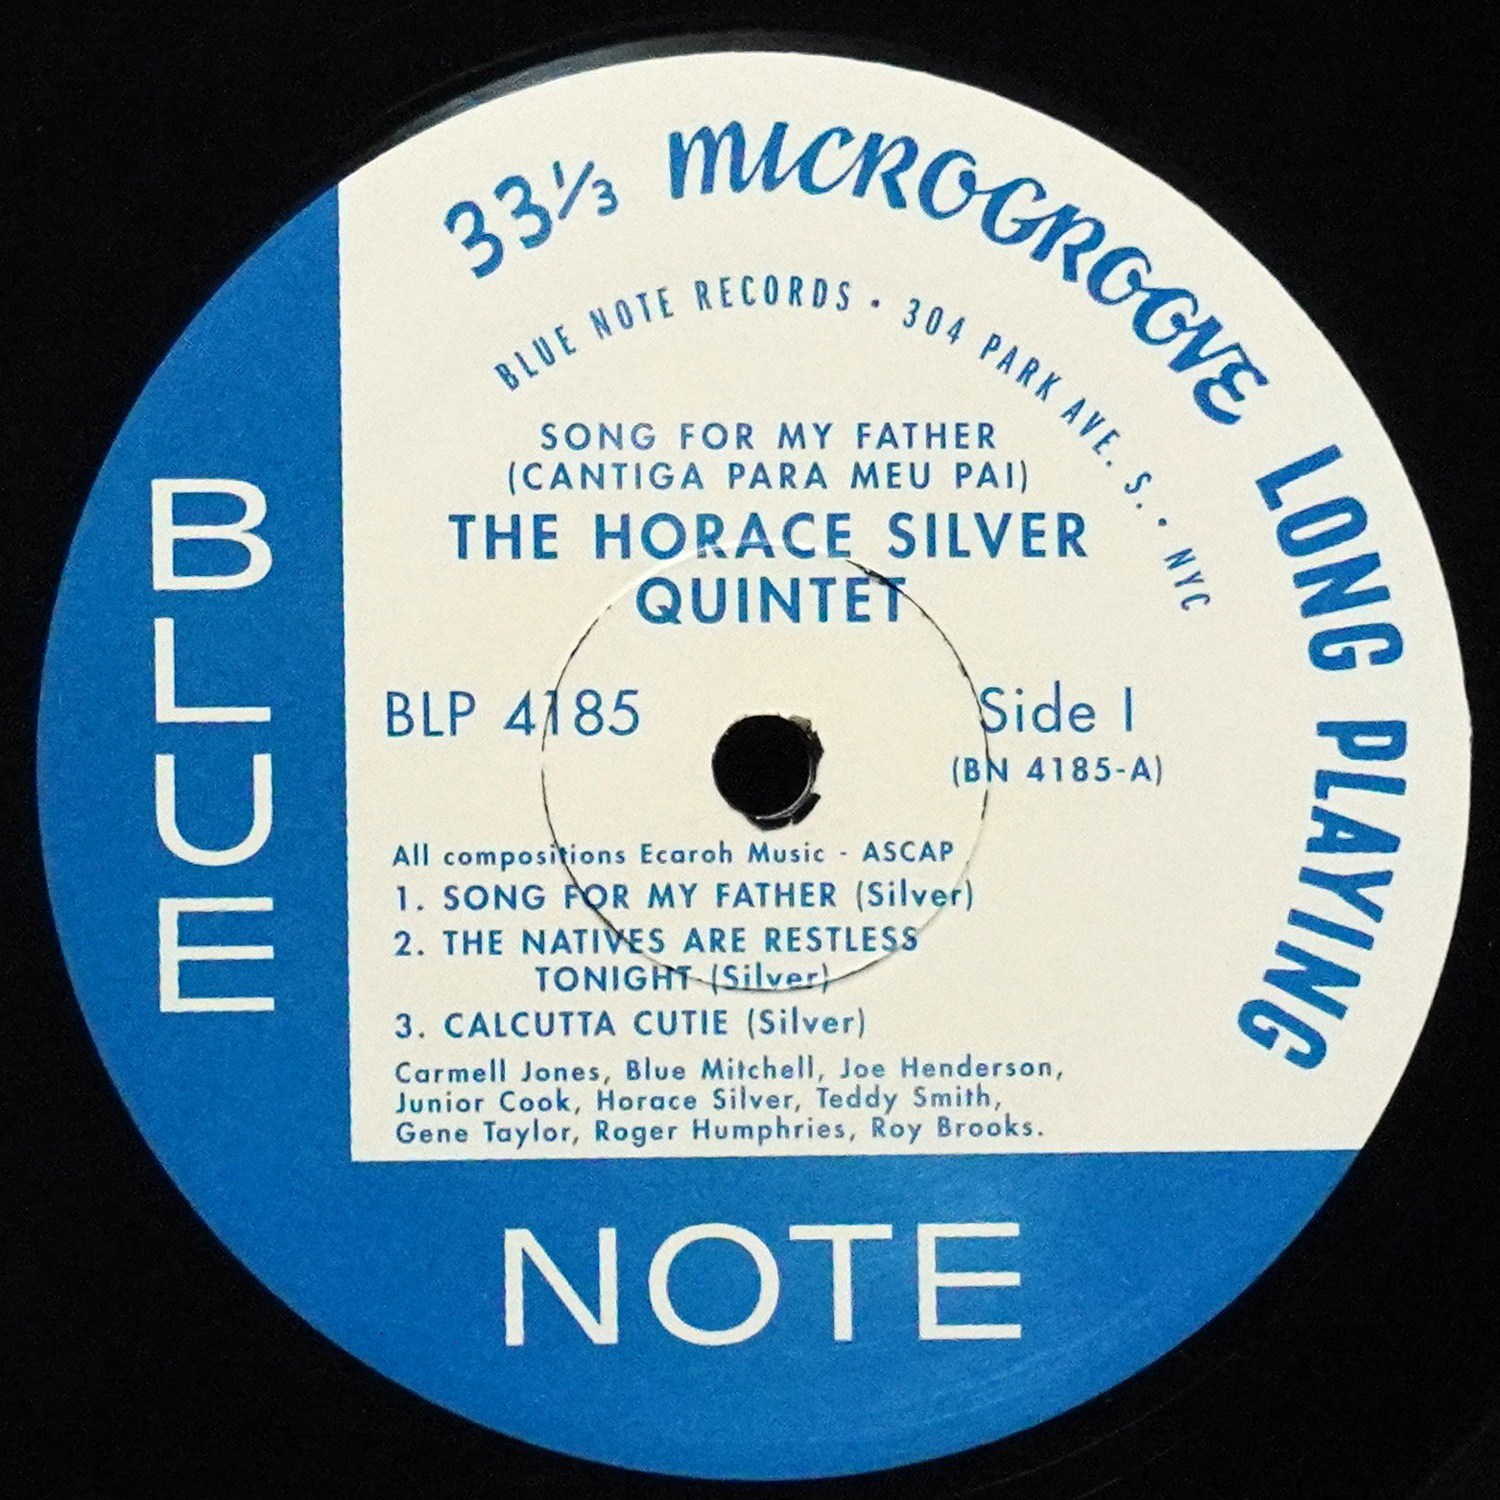 33⅓ MICROGROOVE LONG PLAYING
BLUE NOTE RECORDS · 304 PARK AVE. S. · NYC
SONG FOR MY FATHER
(CANTIGA PARA MEU PAI)
THE HORACE SILVER
QUINTET
BLP 4185
Side 1
(BN 4185-A)
All compositions Ecaroh Music - ASCAP
1. SONG FOR MY FATHER (Silver)
2. THE NATIVES ARE RESTLESS
TONIGHT (Silver)
3. CALCUTTA CUTIE (Silver)
Carmell Jones, Blue Mitchell, Joe Henderson,
Junior Cook, Horace Silver, Teddy Smith,
Gene Taylor, Roger Humphries, Roy Brooks.
BLUE
NOTE